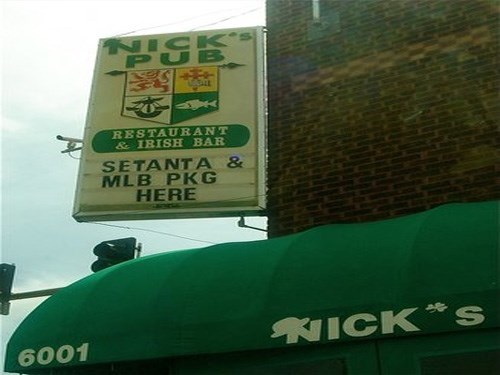 NICK'S
PUB
RESTAURANT
& IRISH BAR
SETANTA &
MLB PKG
HERE
NICK'S
6001